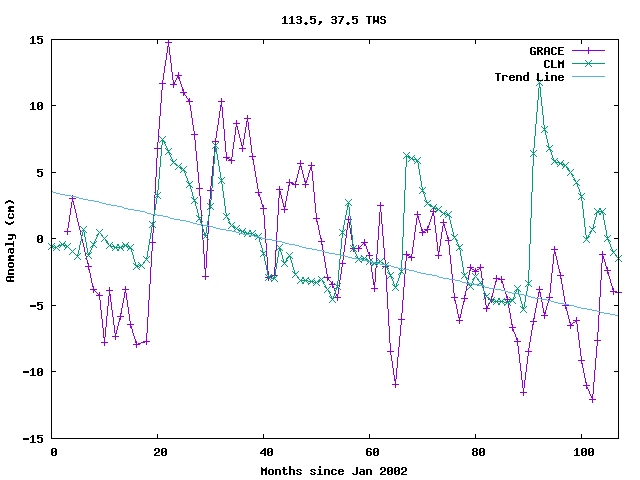 113.5, 37.5 TWS
GRACE
CLM
Trend Line
15
10
5
0
-5
-10
-15
Anomaly (cm)
0 20 40 60 80 100
Months since Jan 2002